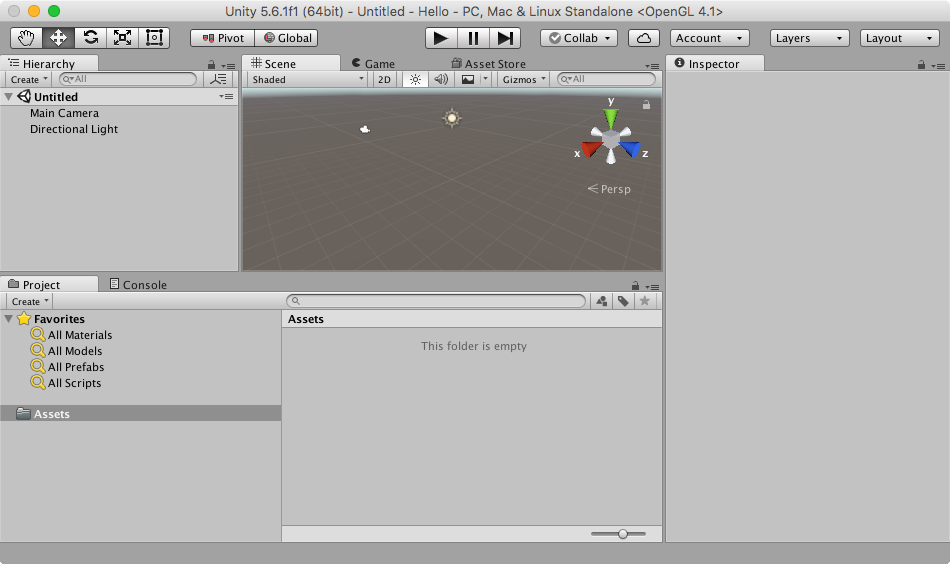 Unity 5.6.1f1 (64bit) - Untitled - Hello - PC, Mac & Linux Standalone <OpenGL 4.1>
Pivot Global Collab Account Layers Layout
Hierarchy
Create All
Untitled
Main Camera
Directional Light
Scene Game Asset Store
Shaded 2D Gizmos All
y
x z
Persp
Inspector
Project Console
Create
Favorites
All Materials
All Models
All Prefabs
All Scripts
Assets
Assets
This folder is empty